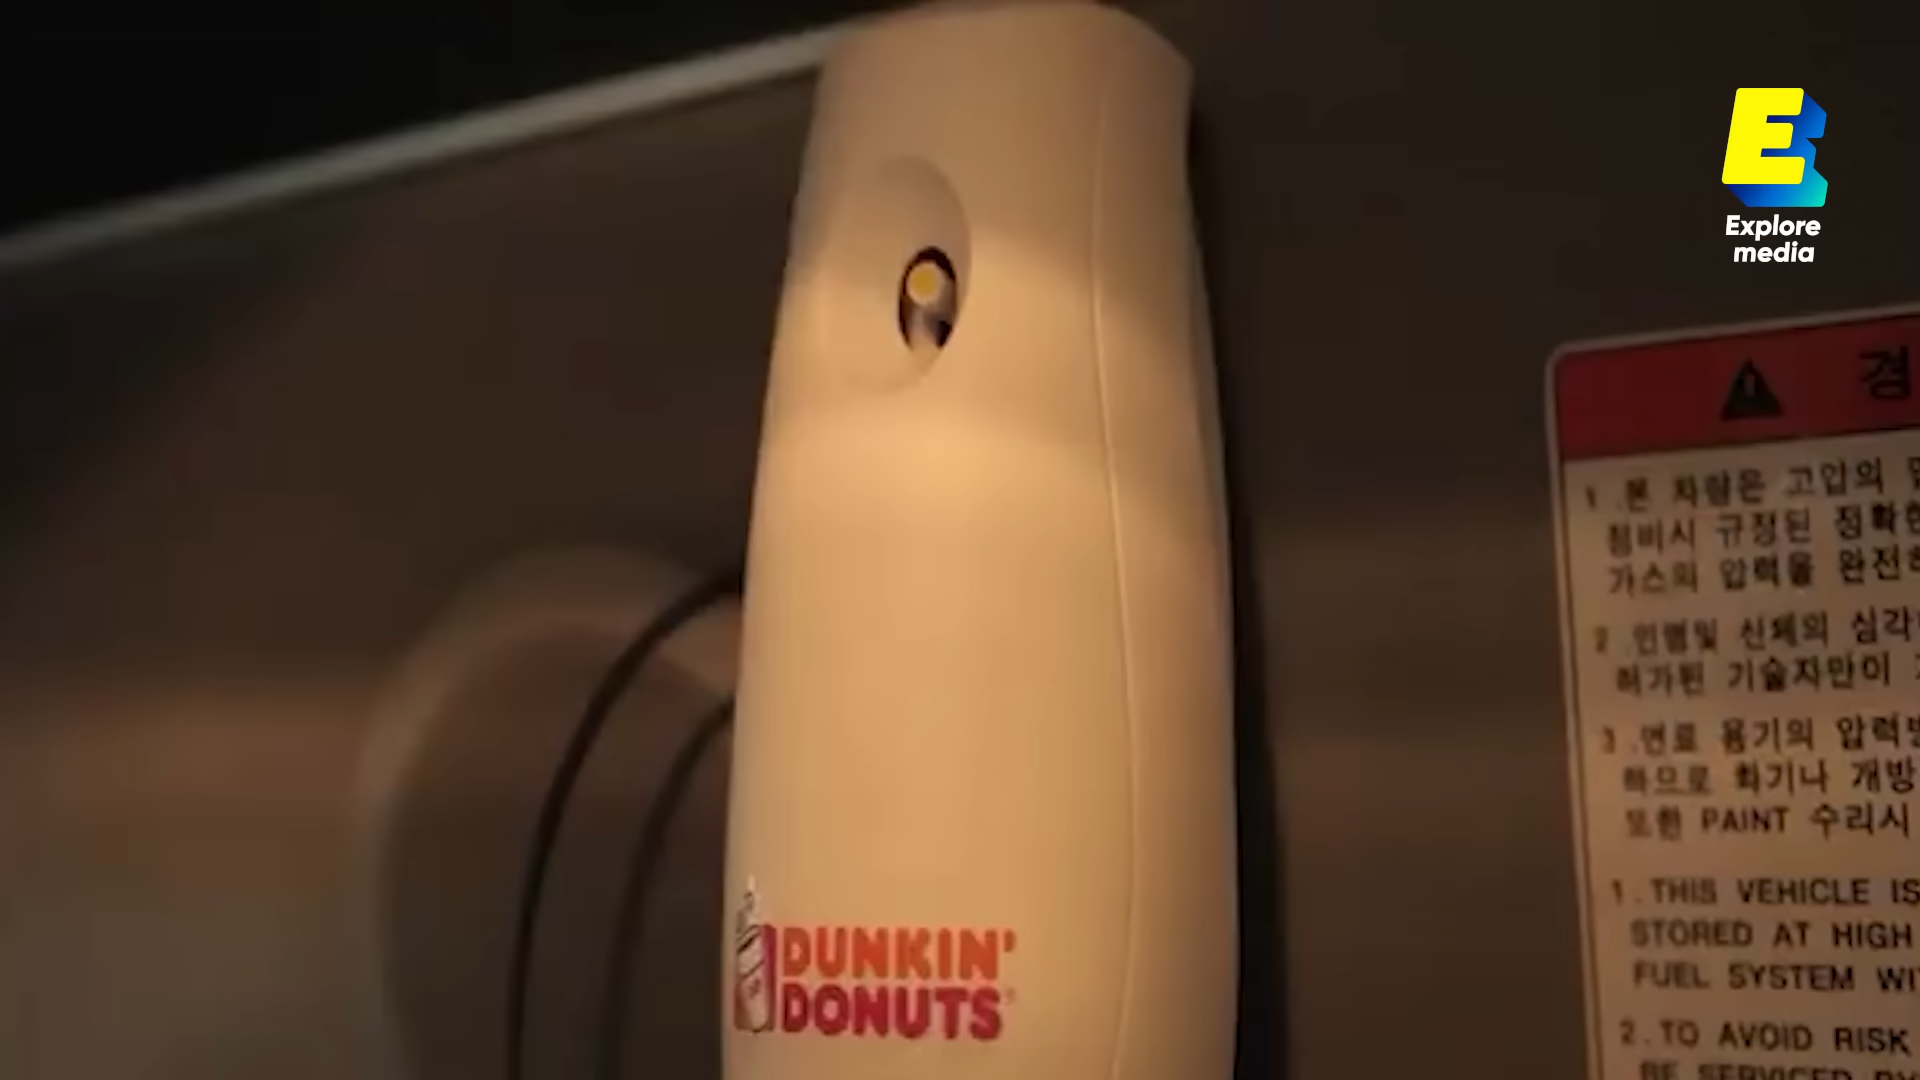 Explore
media
DUNKIN'
DONUTS
경
1. 본 차량은 고압의
정비시 규정된 정확한
가스의 압력을 완전히
2. 인명및 신체의 심각
허가된 기술자만이
3. 연료 용기의 압력
하므로 화기나 개방
또한 PAINT 수리시
1. THIS VEHICLE IS
STORED AT HIGH
FUEL SYSTEM
2. TO AVOID RISK
BE SERVICED